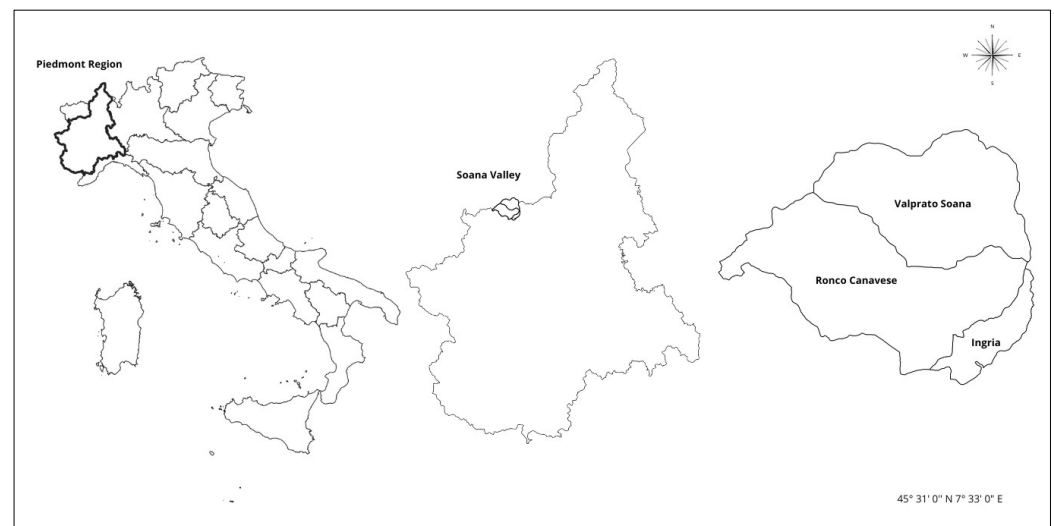 Piedmont Region
N
W
E
S
Soana Valley
Valprato Soana
Ronco Canavese
Ingria
45° 31' 0" N 7° 33' 0" E